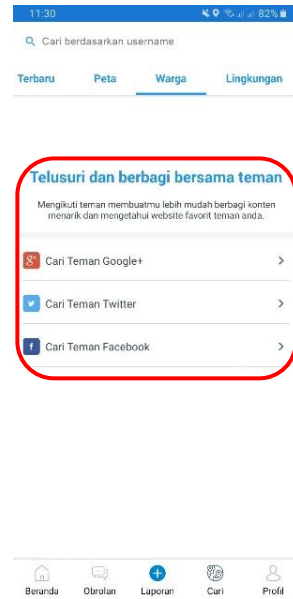 11:30 82%
Cari berdasarkan username
Terbaru Peta Warga Lingkungan
Telusuri dan berbagi bersama teman
Mengikuti teman membuatmu lebih mudah berbagi konten
menarik dan mengetahui website favorit teman anda.
Cari Teman Google+
Cari Teman Twitter
Cari Teman Facebook
Beranda Obrolan Laporan Cari Profil